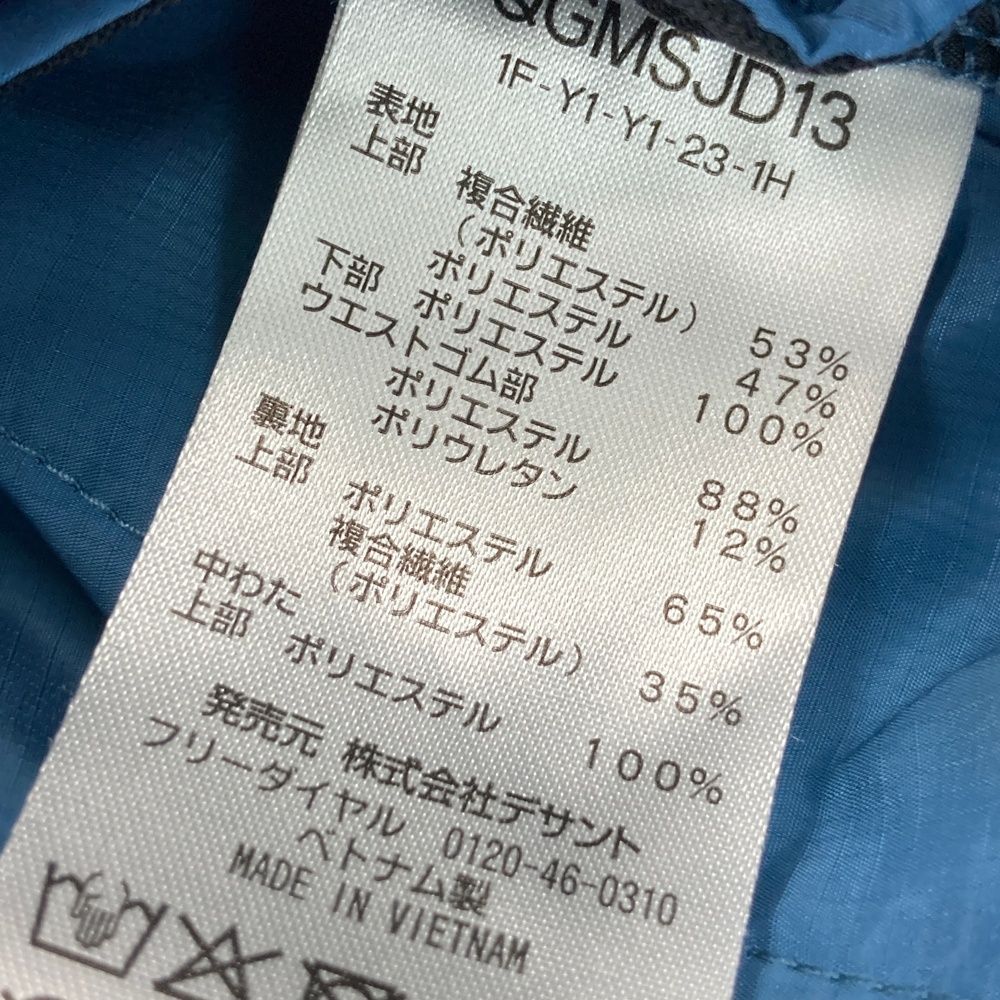 QGMSJD13
1F-Y1-Y1-23-1H
表地
上部
複合繊維
（ポリエステル） 53%
ポリエステル 47%
下部 ポリエステル 100%
ウエストゴム部
ポリエステル 88%
ポリウレタン 12%
裏地
上部
ポリエステル 65%
複合繊維
（ポリエステル） 35%
中わた
上部 ポリエステル 100%
発売元 株式会社デサント
フリーダイヤル 0120-46-0310
ベトナム製
MADE IN VIETNAM